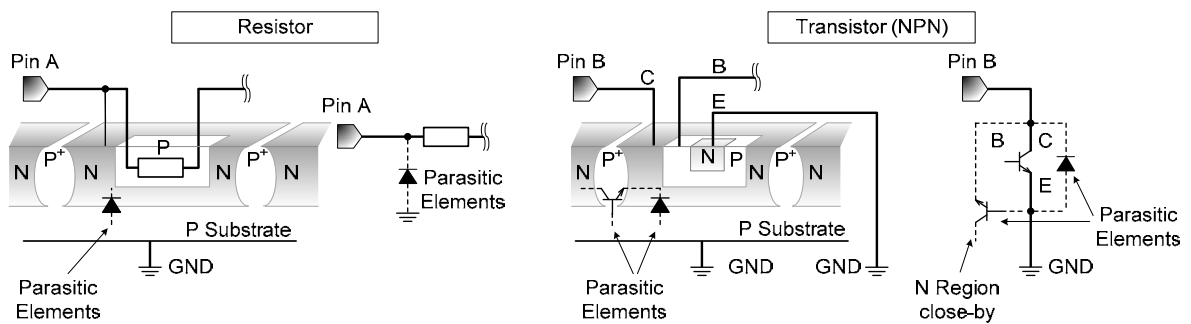 Resistor
Transistor (NPN)
Pin A
Pin A
P
N P+ N N P+ N
Parasitic
Elements
P Substrate
GND
Parasitic
Elements
Pin B
C
B
E
N P+ N N P N P+ N
P Substrate
GND
GND
Parasitic
Elements
Pin B
B
C
E
Parasitic
Elements
GND
N Region
close-by